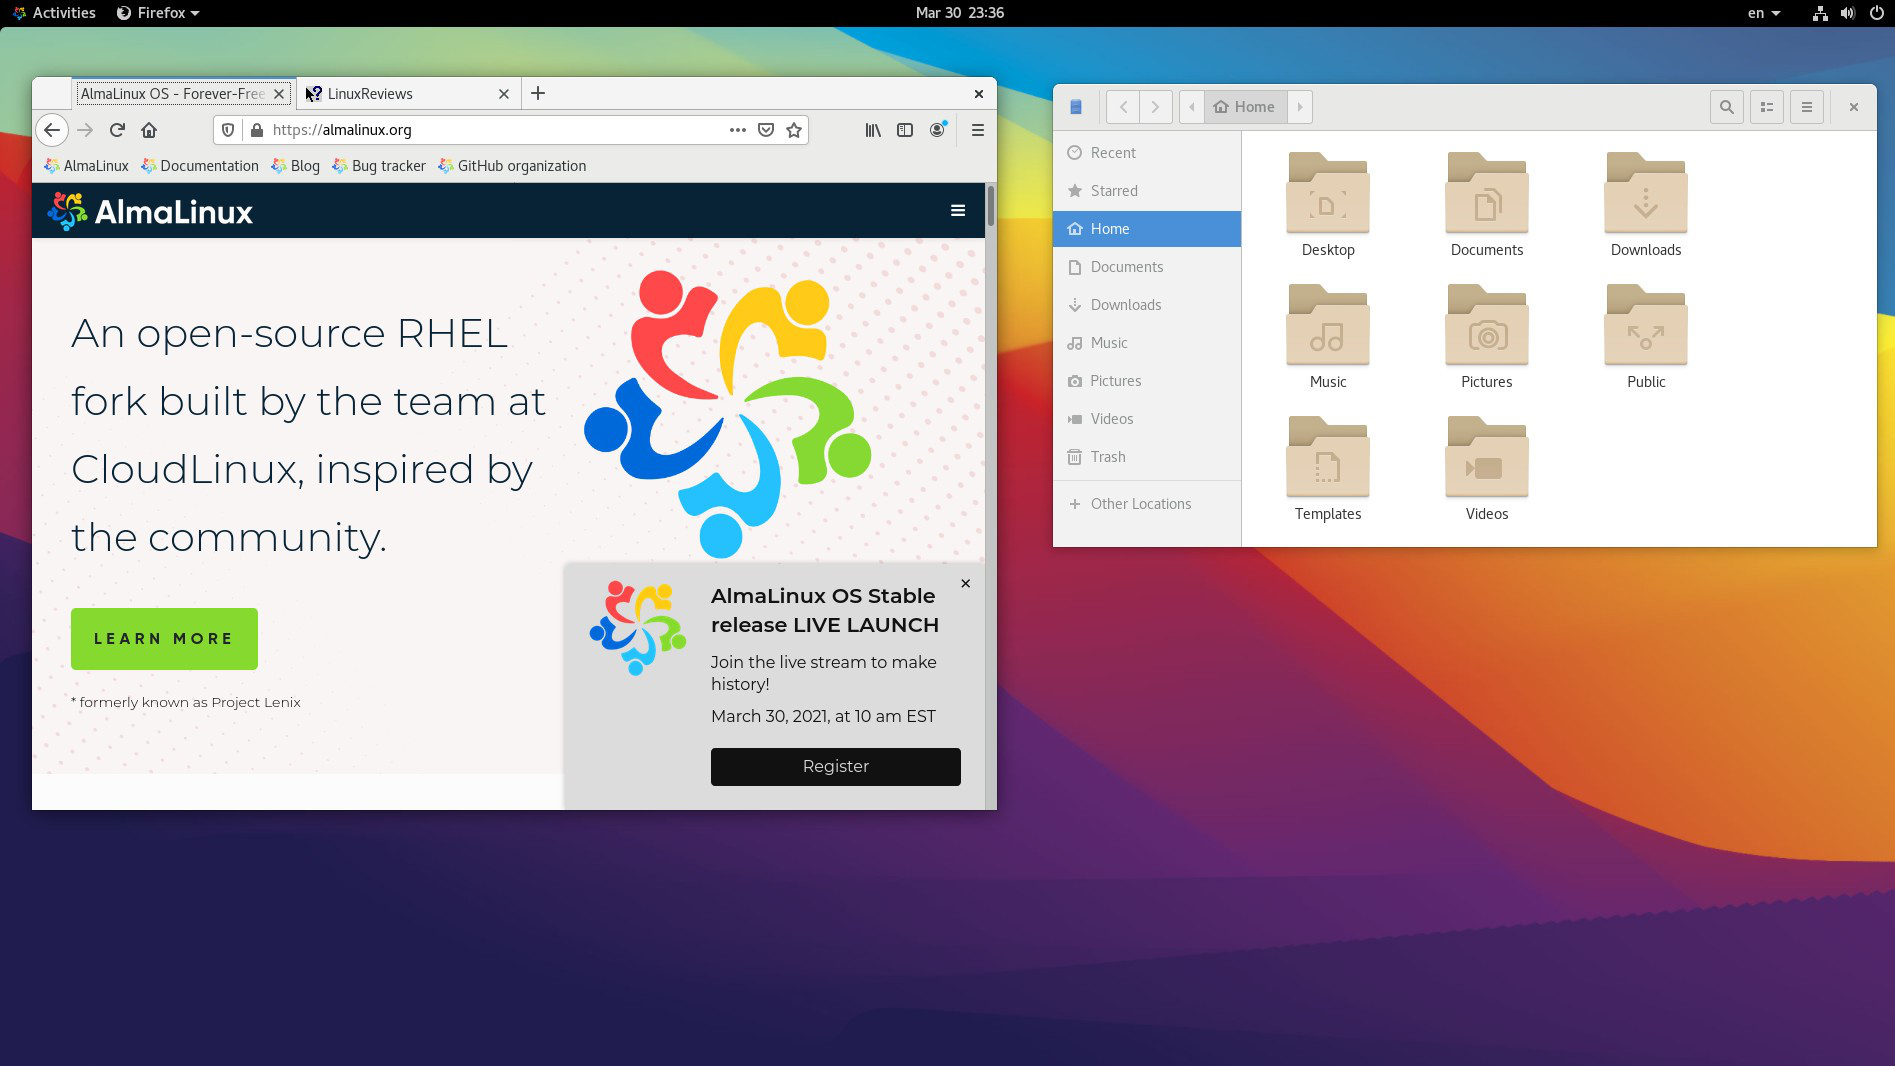 Activities
Firefox
Mar 30 23:36
en
AlmaLinux OS - Forever-Free
LinuxReviews
https://almalinux.org
AlmaLinux
Documentation
Blog
Bug tracker
GitHub organization
AlmaLinux
An open-source RHEL
fork built by the team at
CloudLinux, inspired by
the community.
LEARN MORE
* formerly known as Project Lenix
AlmaLinux OS Stable
release LIVE LAUNCH
Join the live stream to make
history!
March 30, 2021, at 10 am EST
Register
Home
Recent
Starred
Home
Documents
Downloads
Music
Pictures
Videos
Trash
Other Locations
Desktop
Documents
Downloads
Music
Pictures
Public
Templates
Videos